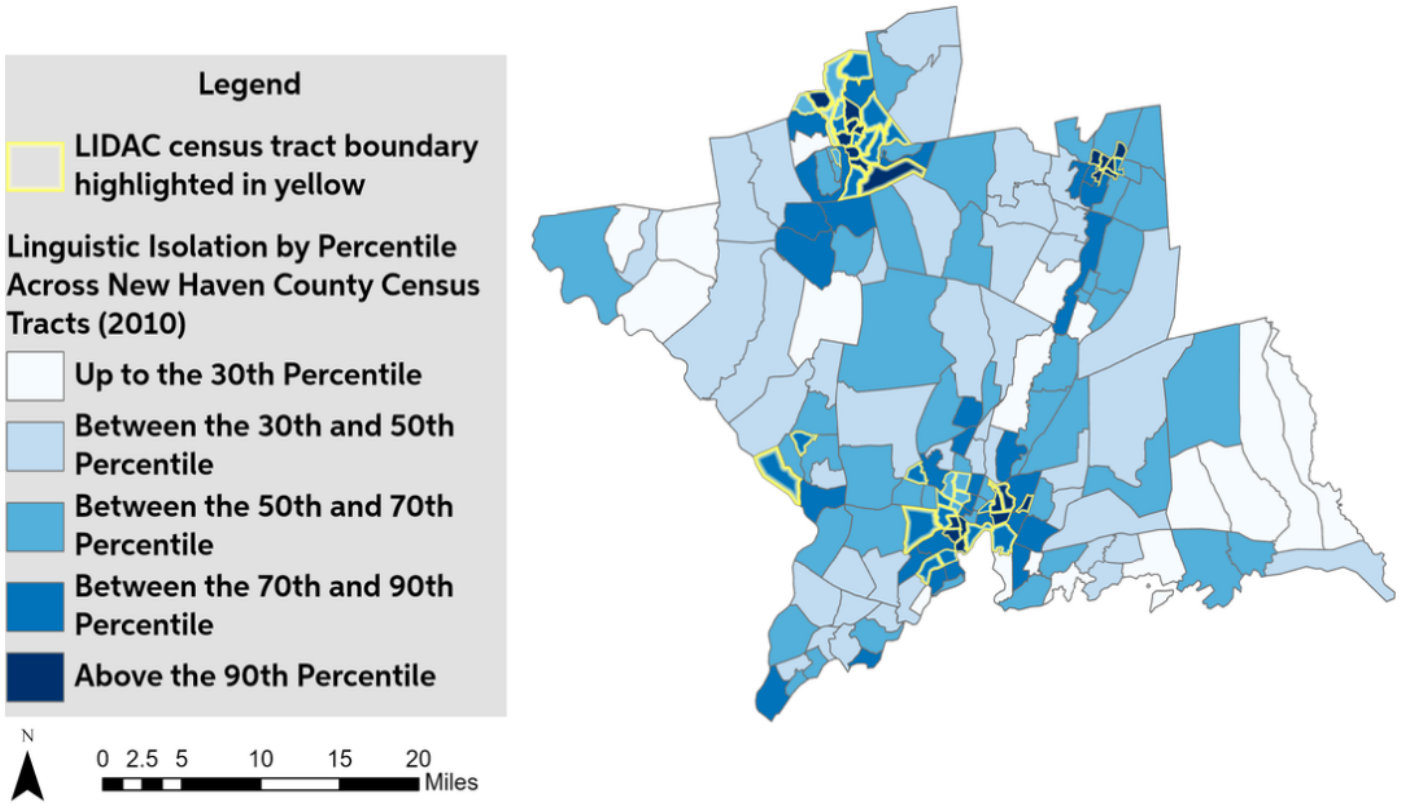 Legend
LIDAC census tract boundary
highlighted in yellow
Linguistic Isolation by Percentile
Across New Haven County Census
Tracts (2010)
Up to the 30th Percentile
Between the 30th and 50th
Percentile
Between the 50th and 70th
Percentile
Between the 70th and 90th
Percentile
Above the 90th Percentile
N
0 2.5 5 10 15 20
Miles